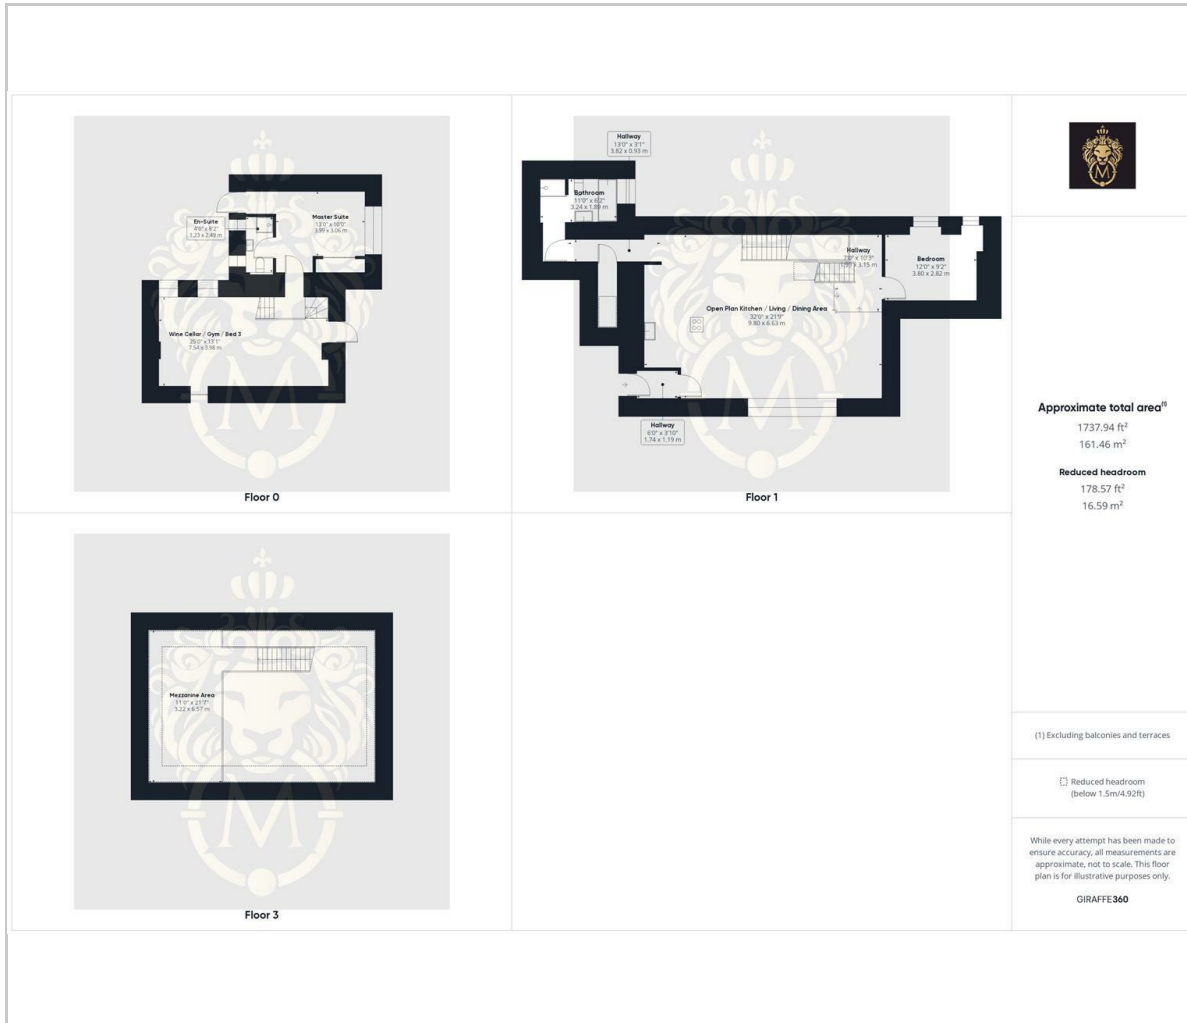 Hallway
13'0" x 3'1"
3.82 x 0.93 m
Bathroom
11'0" x 6'2"
3.24 x 1.89 m
En-Suite
4'0" x 8'2"
1.23 x 2.49 m
Master Suite
13'0" x 10'0"
3.99 x 3.06 m
Wine Cellar / Gym / Bed 3
25'0" x 13'1"
7.54 x 3.98 m
Hallway
Bedroom
12'0" x 9'2"
3.80 x 2.82 m
Open Plan Kitchen / Living / Dining Area
32'0" x 21'9"
9.80 x 6.63 m
Hallway
6'0" x 3'10"
1.74 x 1.19 m
Floor 0
Floor 1
Mezzanine Area
11'0" x 21'7"
3.22 x 6.57 m
Floor 3
M
Approximate total area(1)
1737.94 ft²
161.46 m²
Reduced headroom
178.57 ft²
16.59 m²
(1) Excluding balconies and terraces
Reduced headroom
(below 1.5m/4.92ft)
While every attempt has been made to
ensure accuracy, all measurements are
approximate, not to scale. This floor
plan is for illustrative purposes only.
GIRAFFE360